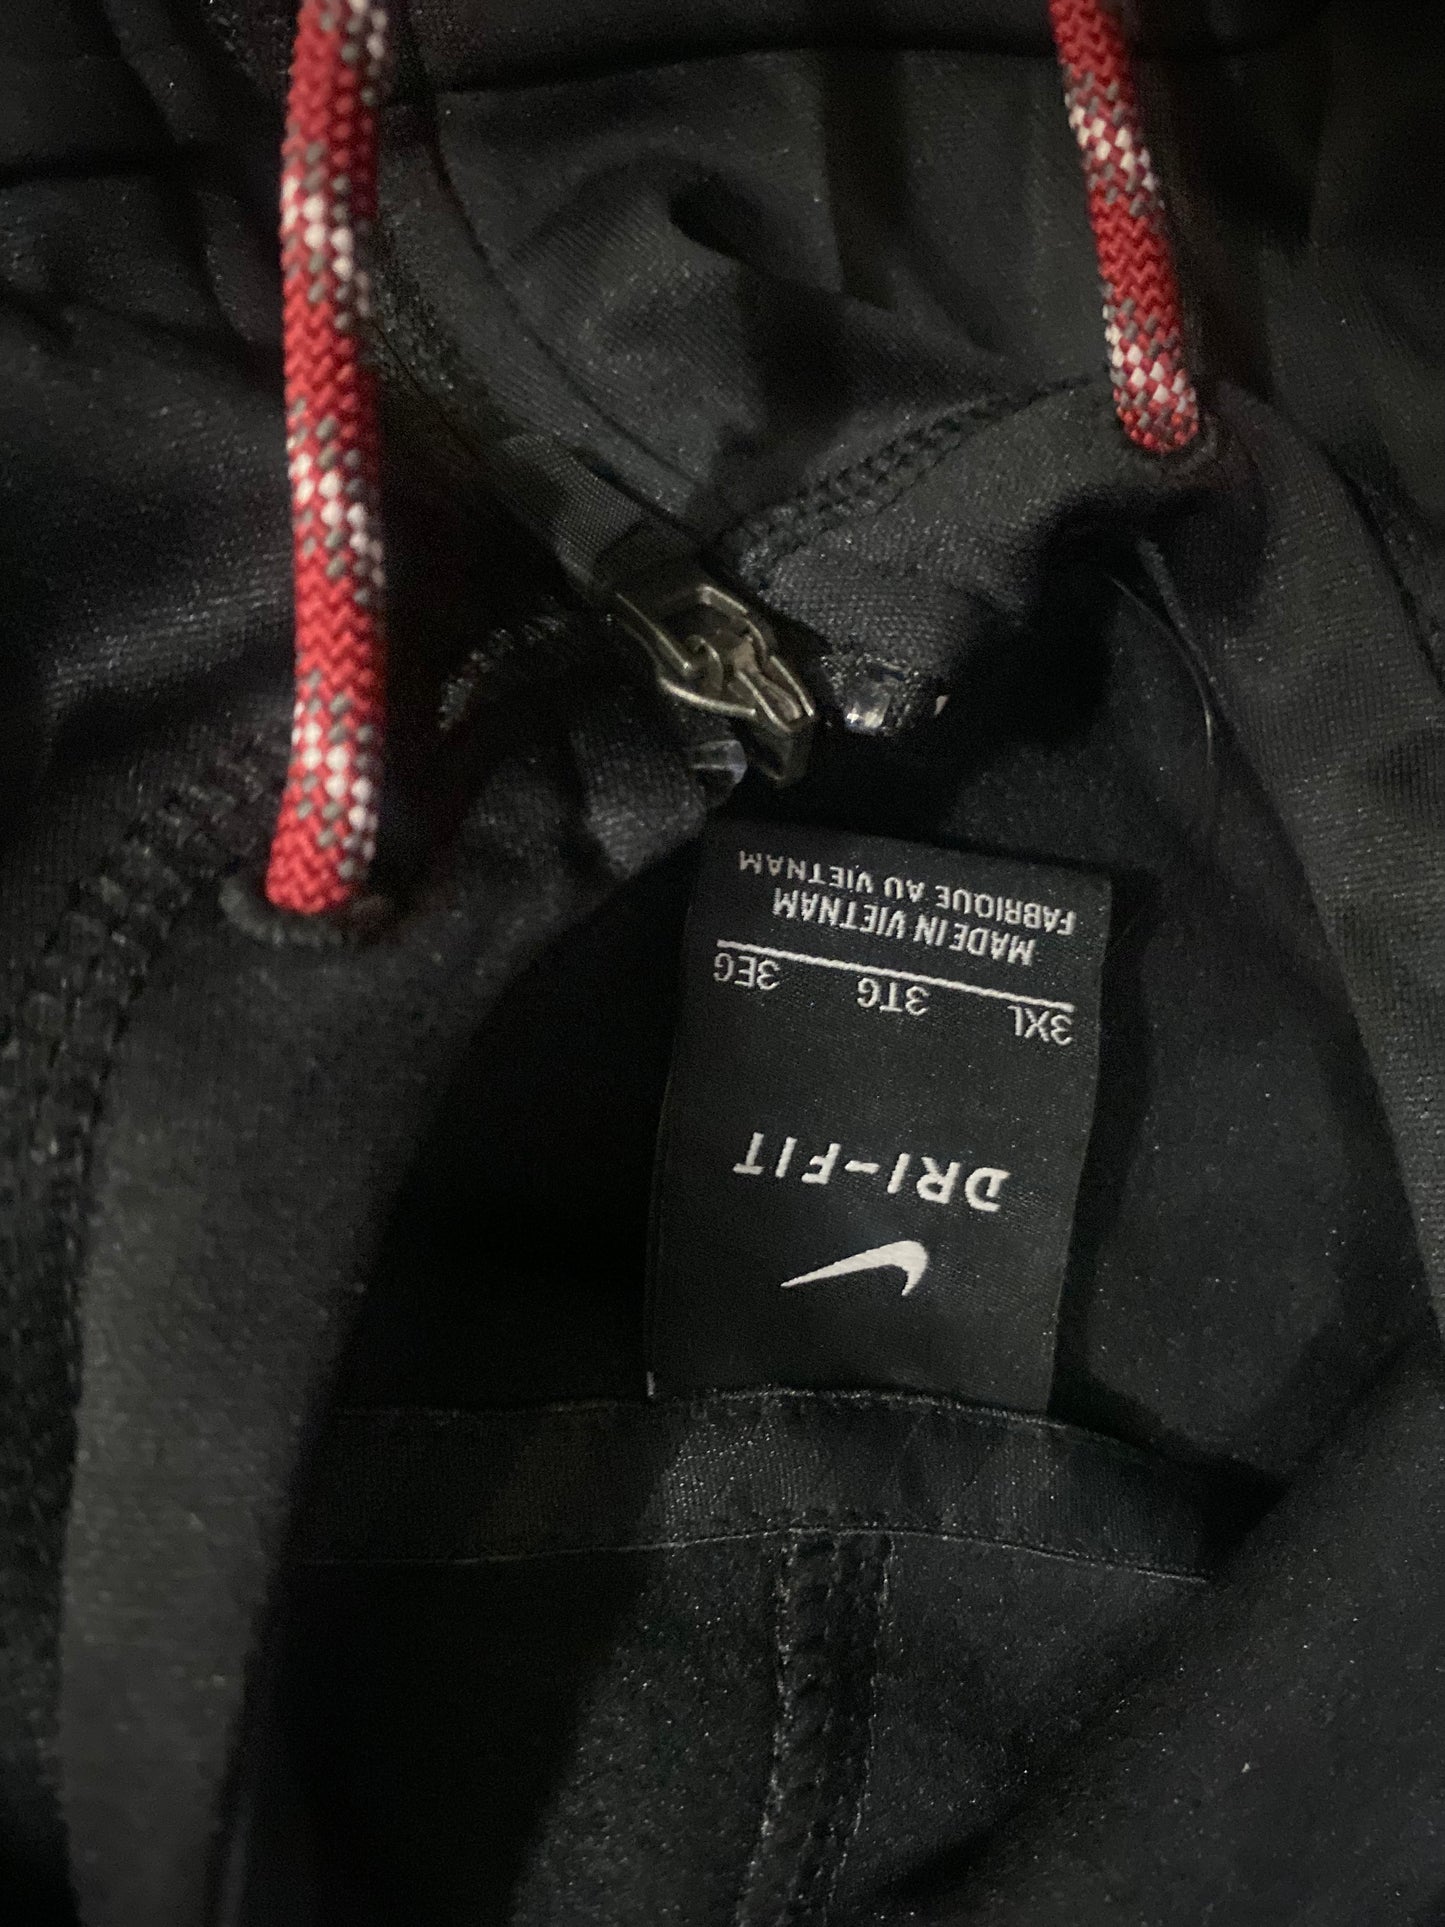 DRI-FIT
3XL 3TG 3EG
MADE IN VIETNAM
FABRIQUE AU VIETNAM